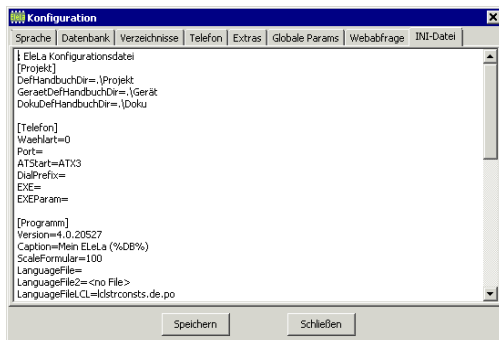 Konfiguration
Sprache Datenbank Verzeichnisse Telefon Extras Globale Params Webabfrage INI-Datei
; EleLa Konfigurationsdatei
[Projekt]
DefHandbuchDir=.\Projekt
GeraetDefHandbuchDir=.\Gerät
DokuDefHandbuchDir=.\Doku
[Telefon]
Waehlart=0
Port=
ATStart=ATX3
DialPrefix=
EXE=
EXEParam=
[Programm]
Version=4.0.20527
Caption=Mein ELeLa (%DB%)
ScaleFormular=100
LanguageFile=
LanguageFile2=<no File>
LanguageFileLCL=lclstrconsts.de.po
Speichern Schließen